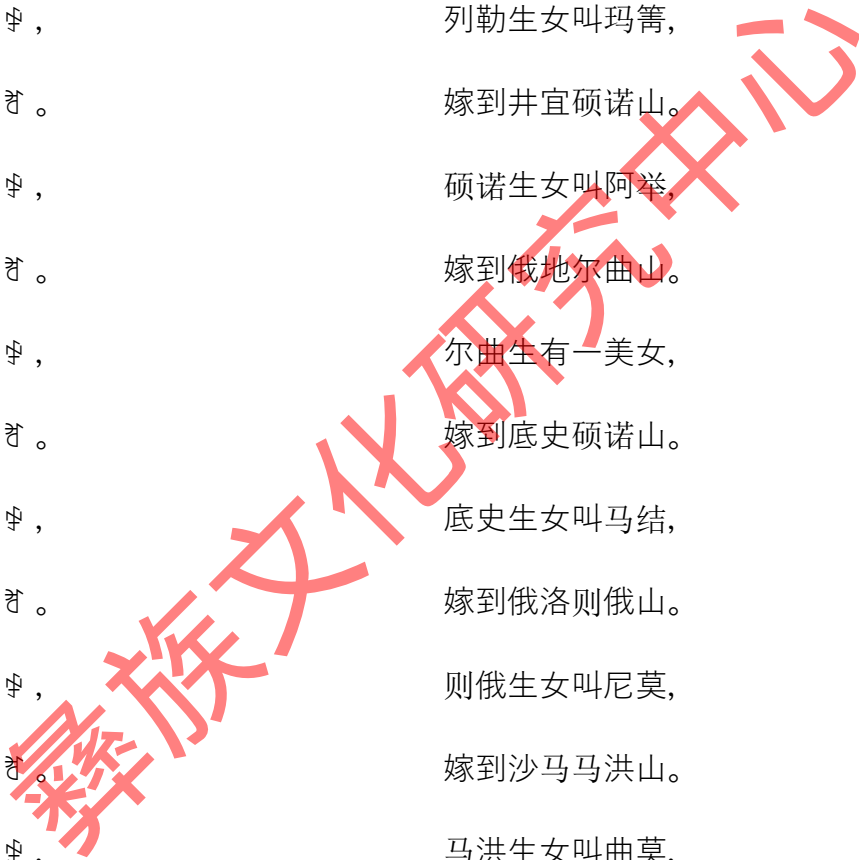 列勒生女叫玛篝,
嫁到井宜硕诺山。
硕诺生女叫阿举,
嫁到俄地尔曲山。
尔曲生有一美女,
嫁到底史硕诺山。
底史生女叫马结,
嫁到俄洛则俄山。
则俄生女叫尼莫,
嫁到沙马马洪山。
马洪生女叫曲莫,
彝族文化研究中心